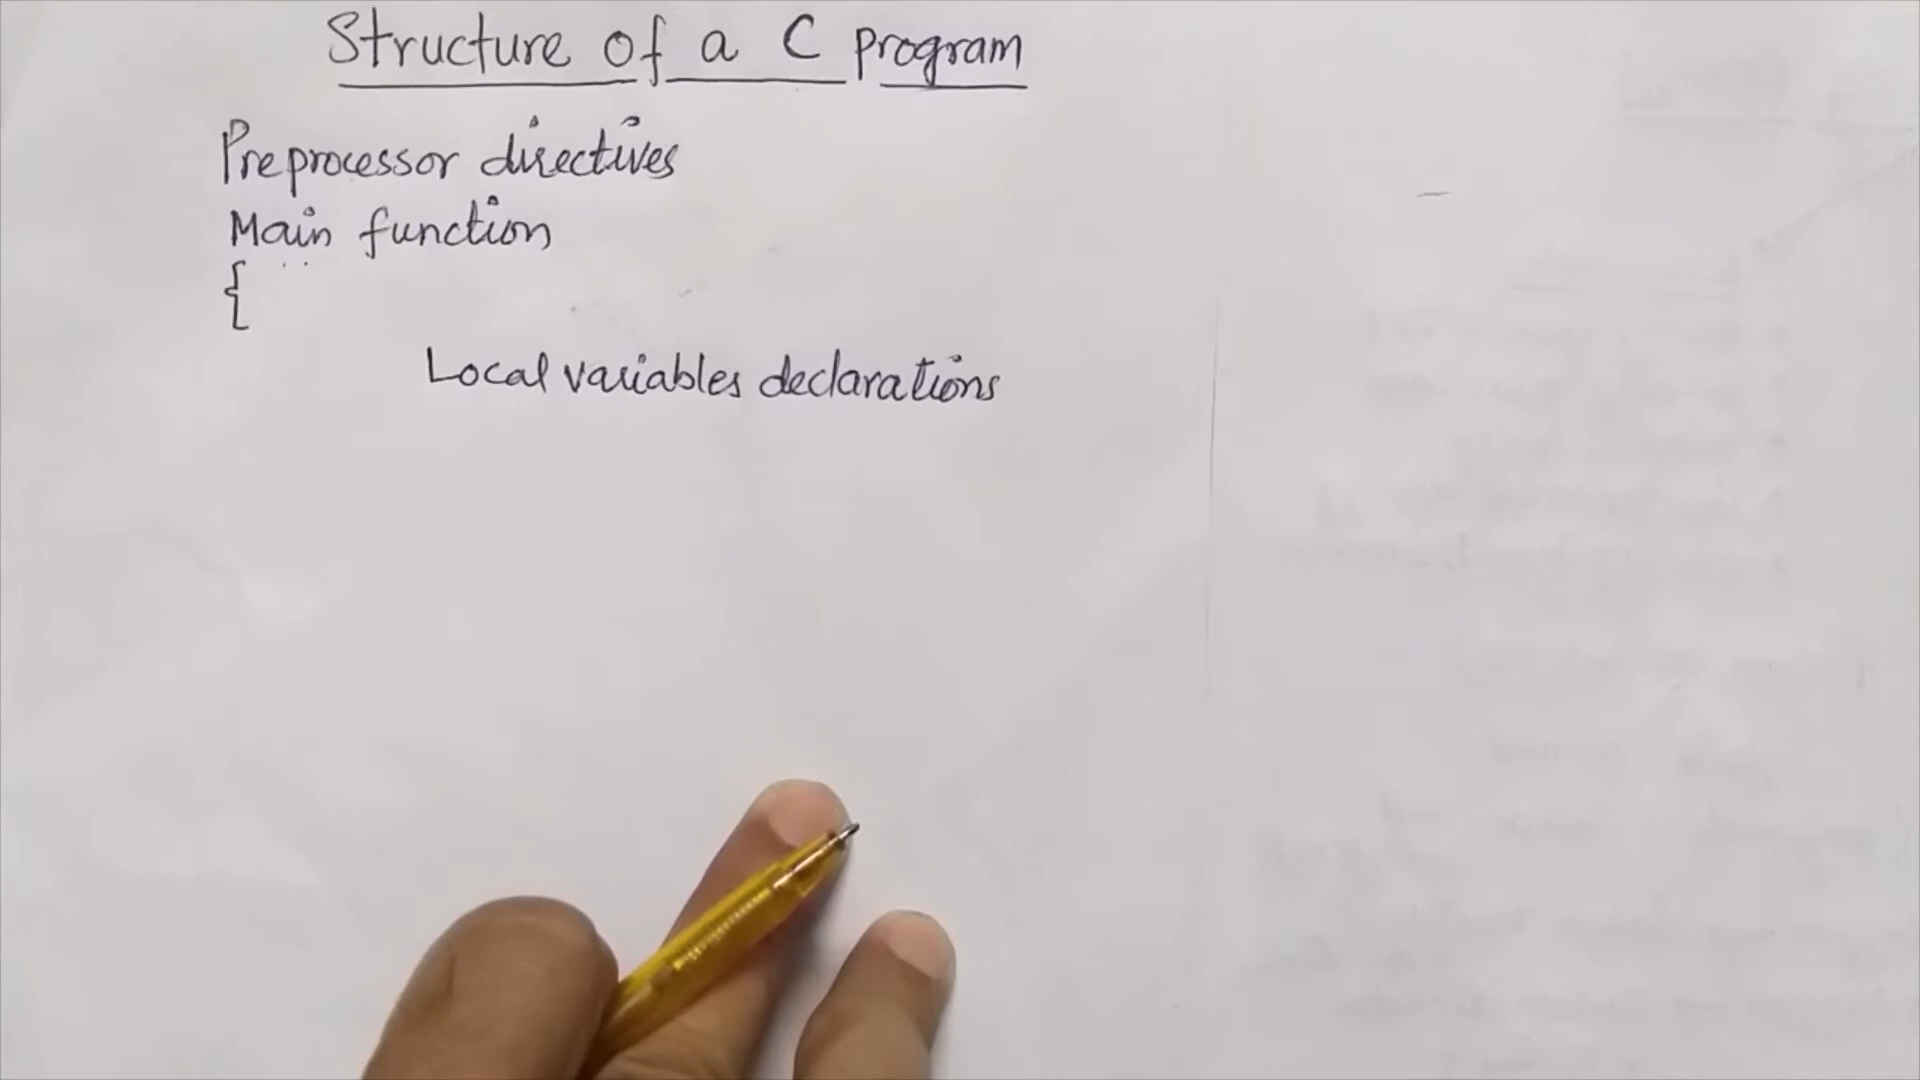 Structure of a C program
Preprocessor directives
Main function
{
Local variables declarations